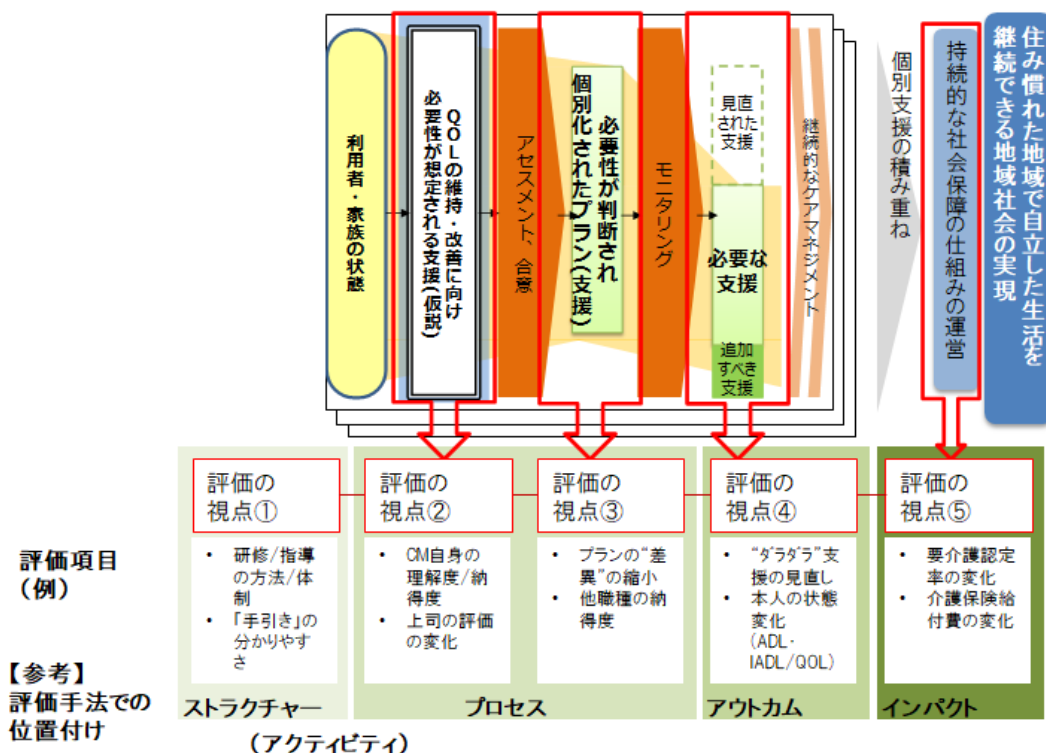 利用者・家族の状態
QOLの維持・改善に向け
必要性が想定される支援(仮説)
アセスメント、合意
必要性が判断され
個別化されたプラン(支援)
モニタリング
見直
された
支援
必要な
支援
追加
すべき
支援
継続的なケアマネジメント
個別支援の積み重ね
持続的な社会保障の仕組みの運営
住み慣れた地域で自立した生活を
継続できる地域社会の実現
評価項目
(例)
評価の
視点①
評価の
視点②
評価の
視点③
評価の
視点④
評価の
視点⑤
• 研修/指導
の方法/体
制
• 「手引き」の
分かりやす
さ
• CM自身の
理解度/納
得度
• 上司の評価
の変化
• プランの“差
異”の縮小
• 他職種の納
得度
• “ダラダラ”支
援の見直し
• 本人の状態
変化
(ADL・
IADL/QOL)
• 要介護認定
率の変化
• 介護保険給
付費の変化
【参考】
評価手法での
位置付け
ストラクチャー
プロセス
アウトカム
インパクト
(アクティビティ)